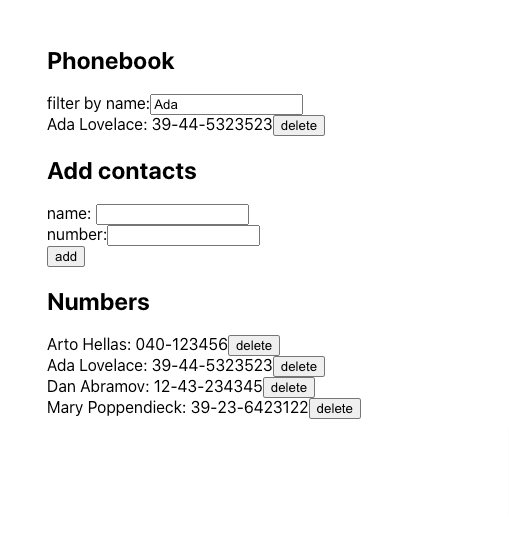 Phonebook
filter by name: Ada
Ada Lovelace: 39-44-5323523 delete
Add contacts
name:
number:
add
Numbers
Arto Hellas: 040-123456 delete
Ada Lovelace: 39-44-5323523 delete
Dan Abramov: 12-43-234345 delete
Mary Poppendieck: 39-23-6423122 delete